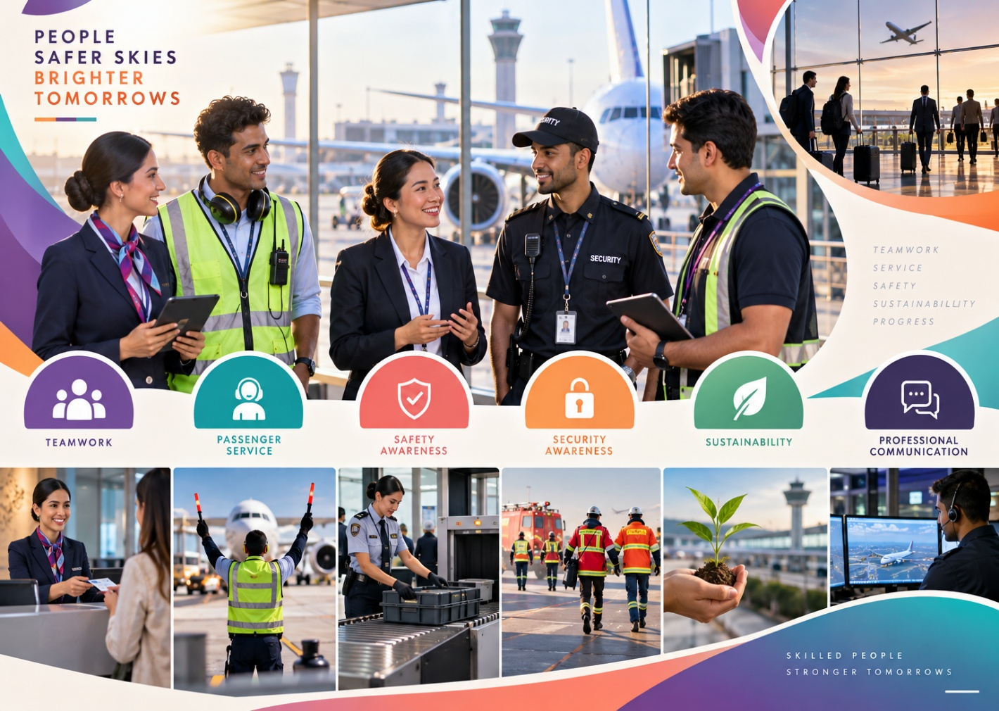 PEOPLE
SAFER SKIES
BRIGHTER
TOMORROWS
SECURITY
TEAMWORK
SERVICE
SAFETY
SUSTAINABILIJTY
PROGRESS
TEAMWORK
PASSENGER
SERVICE
SAFETY
AWARENESS
SECURITY
AWARENESS
SUSTAINABILITY
PROFESSIONAL
COMMUNICATION
SKILLED PEOPLE
STRONGER TOMORROWS